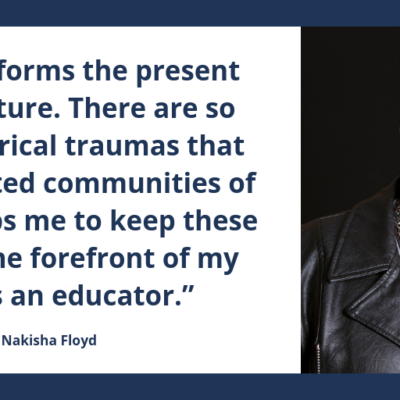 forms the present
ture. There are so
rical traumas that
ted communities of
s me to keep these
e forefront of my
an educator.”
Nakisha Floyd